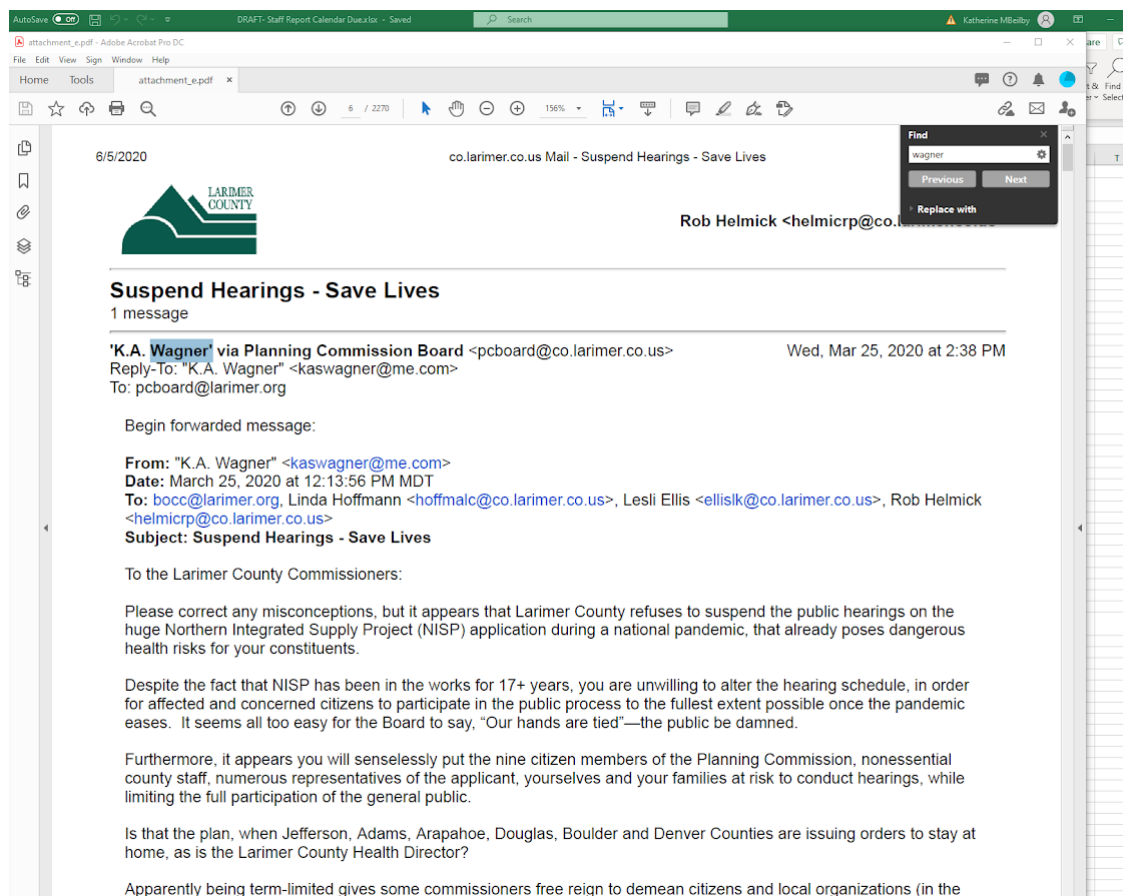 AutoSave Off DRAFT- Staff Report Calendar Due.xlsx - Saved Search Katherine MBeilby
attachment_e.pdf - Adobe Acrobat Pro DC
File Edit View Sign Window Help
Home Tools attachment_e.pdf ×
6 / 2270 156%
are
t & Find
Select
T
Find
wagner
Previous Next
Replace with
6/5/2020 co.larimer.co.us Mail - Suspend Hearings - Save Lives
LARIMER
COUNTY
Rob Helmick <helmicrp@co.
Suspend Hearings - Save Lives
1 message
'K.A. Wagner' via Planning Commission Board <pcboard@co.larimer.co.us> Wed, Mar 25, 2020 at 2:38 PM
Reply-To: "K.A. Wagner" <kaswagner@me.com>
To: pcboard@larimer.org
Begin forwarded message:
From: "K.A. Wagner" <kaswagner@me.com>
Date: March 25, 2020 at 12:13:56 PM MDT
To: bocc@larimer.org, Linda Hoffmann <hoffmalc@co.larimer.co.us>, Lesli Ellis <ellislk@co.larimer.co.us>, Rob Helmick
<helmicrp@co.larimer.co.us>
Subject: Suspend Hearings - Save Lives
To the Larimer County Commissioners:
Please correct any misconceptions, but it appears that Larimer County refuses to suspend the public hearings on the
huge Northern Integrated Supply Project (NISP) application during a national pandemic, that already poses dangerous
health risks for your constituents.
Despite the fact that NISP has been in the works for 17+ years, you are unwilling to alter the hearing schedule, in order
for affected and concerned citizens to participate in the public process to the fullest extent possible once the pandemic
eases.  It seems all too easy for the Board to say, “Our hands are tied”—the public be damned.
Furthermore, it appears you will senselessly put the nine citizen members of the Planning Commission, nonessential
county staff, numerous representatives of the applicant, yourselves and your families at risk to conduct hearings, while
limiting the full participation of the general public.
Is that the plan, when Jefferson, Adams, Arapahoe, Douglas, Boulder and Denver Counties are issuing orders to stay at
home, as is the Larimer County Health Director?
Apparently being term-limited gives some commissioners free reign to demean citizens and local organizations (in the